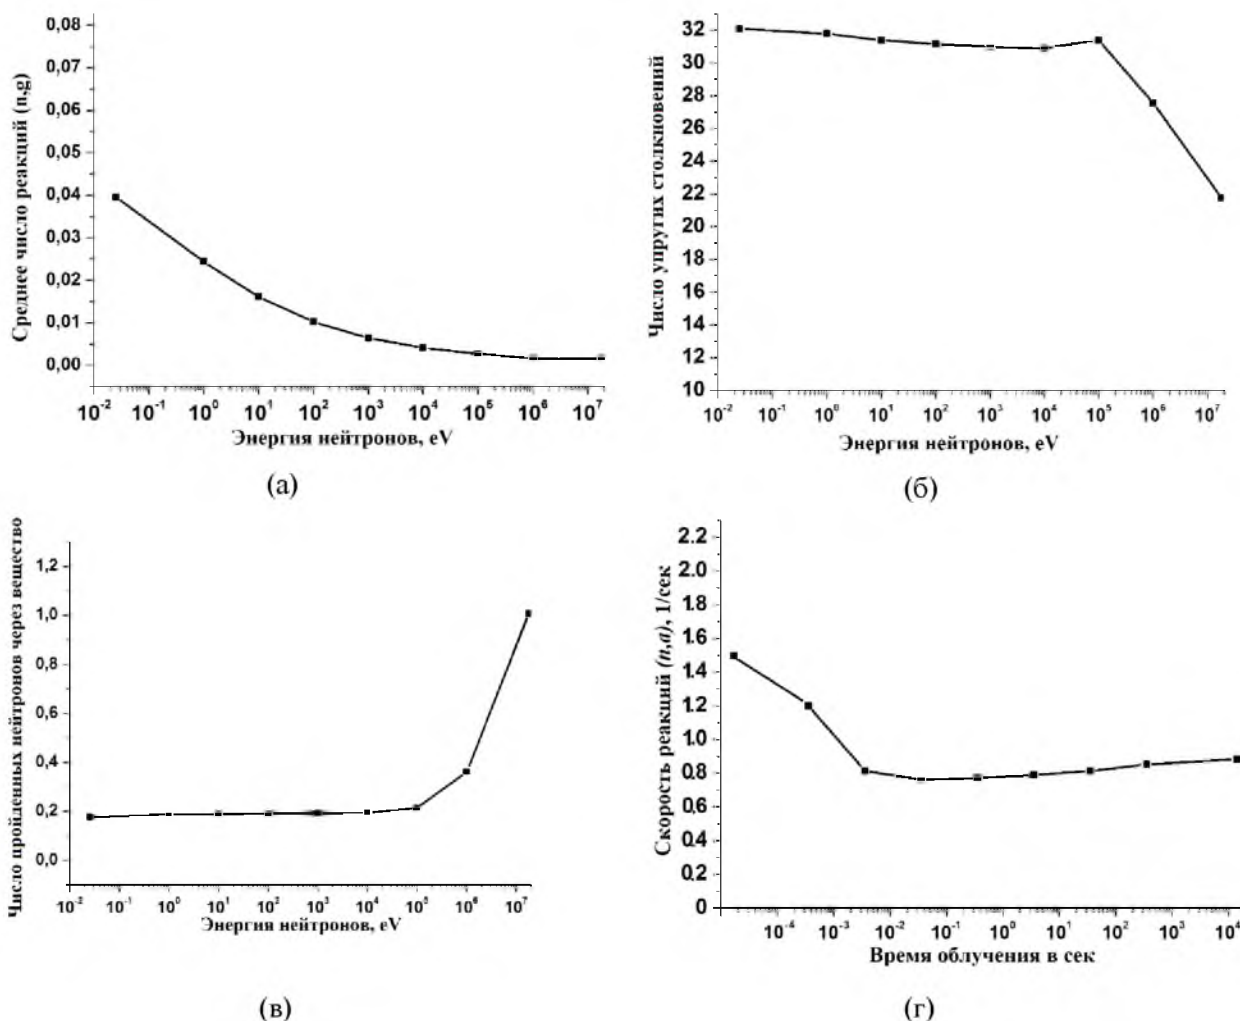 Среднее число реакций (n,g)
0,08
0,07
0,06
0,05
0,04
0,03
0,02
0,01
0,00
10⁻² 10⁻¹ 10⁰ 10¹ 10² 10³ 10⁴ 10⁵ 10⁶ 10⁷
Энергия нейтронов, eV
(а)
Число упругих столкновений
32
30
28
26
24
22
20
18
16
14
12
10
10⁻² 10⁻¹ 10⁰ 10¹ 10² 10³ 10⁴ 10⁵ 10⁶ 10⁷
Энергия нейтронов, eV
(б)
Число пройденных нейтронов через вещество
1,2
1,0
0,8
0,6
0,4
0,2
0,0
10⁻² 10⁻¹ 10⁰ 10¹ 10² 10³ 10⁴ 10⁵ 10⁶ 10⁷
Энергия нейтронов, eV
(в)
Скорость реакций (n,a), 1/сек
2.2
2.0
1.8
1.6
1.4
1.2
1.0
0.8
0.6
0.4
0.2
0
10⁻⁴ 10⁻³ 10⁻² 10⁻¹ 10⁰ 10¹ 10² 10³ 10⁴
Время облучения в сек
(г)